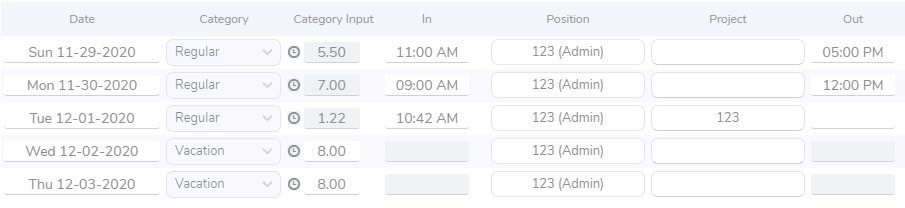 Date Category Category Input In Position Project Out
Sun 11-29-2020 Regular 5.50 11:00 AM 123 (Admin) 05:00 PM
Mon 11-30-2020 Regular 7.00 09:00 AM 123 (Admin) 12:00 PM
Tue 12-01-2020 Regular 1.22 10:42 AM 123 (Admin) 123
Wed 12-02-2020 Vacation 8.00 123 (Admin)
Thu 12-03-2020 Vacation 8.00 123 (Admin)